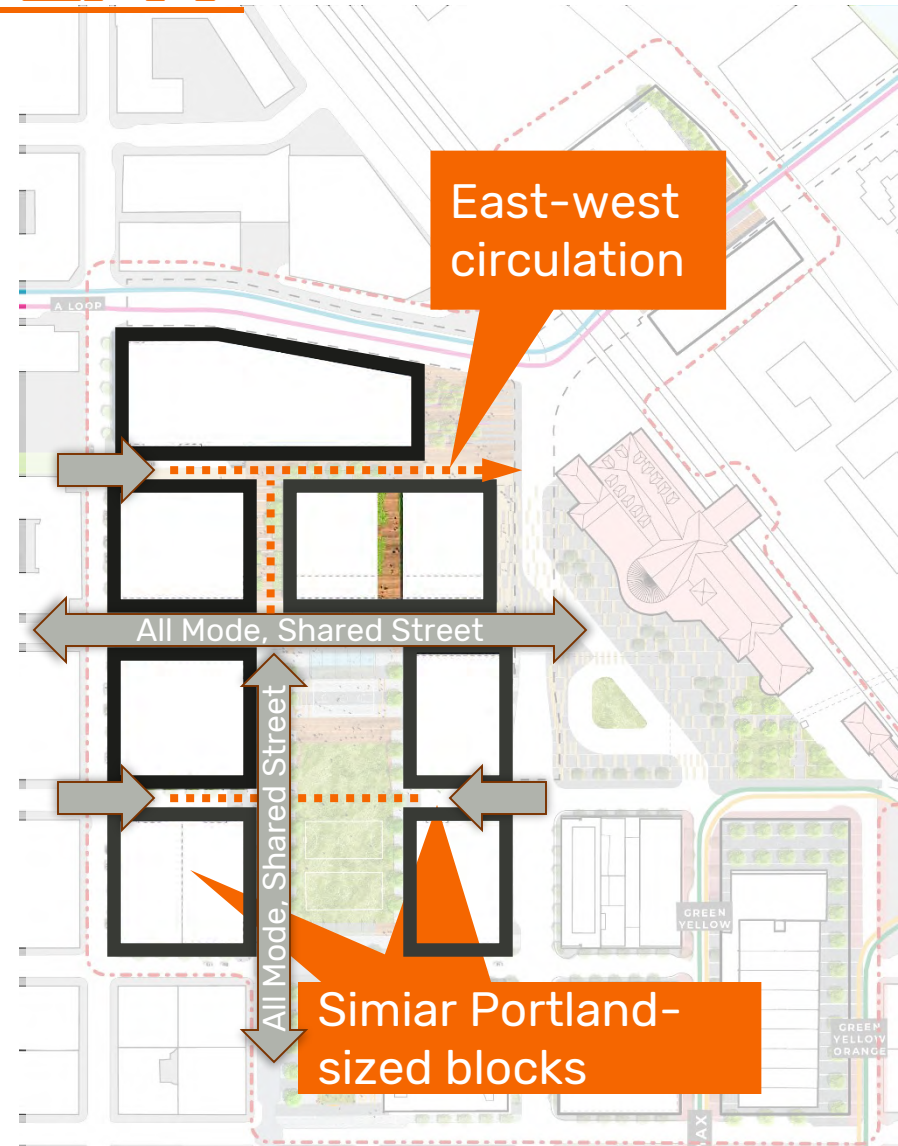 East-west
circulation
A LOOP
All Mode, Shared Street
All Mode, Shared Street
GREEN
YELLOW
Simiar Portland-
sized blocks
GREEN
YELLOW
ORANGE
AX